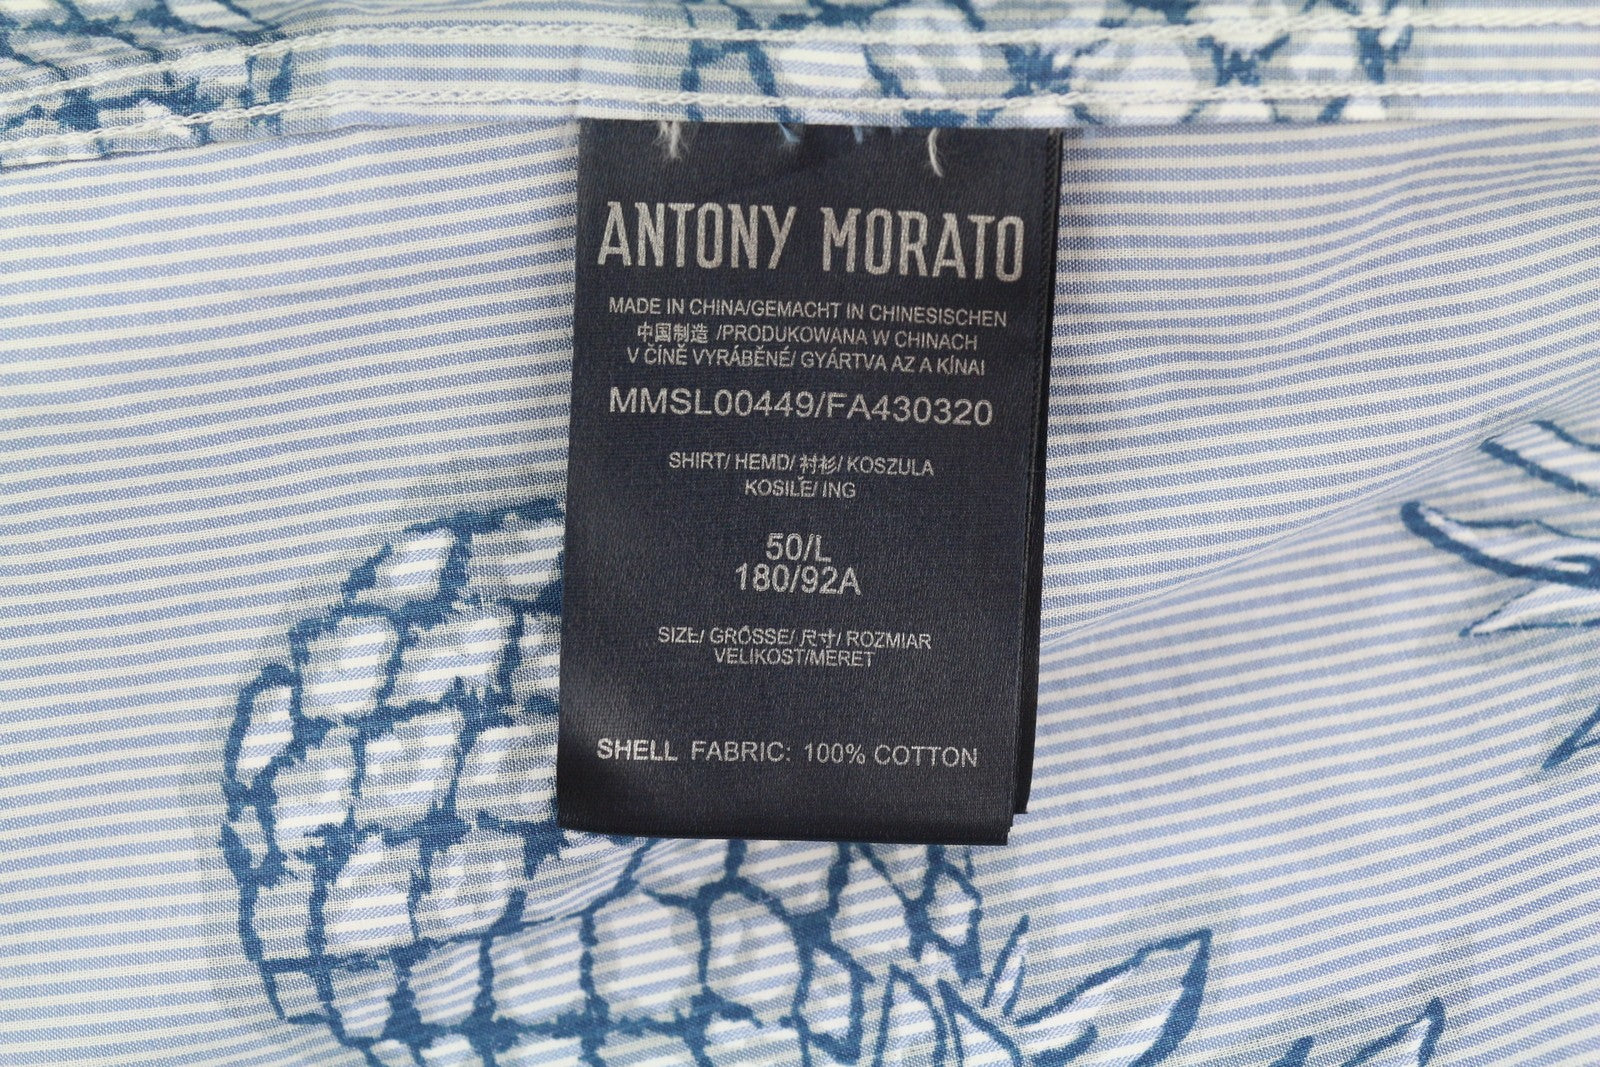 ANTONY MORATO
MADE IN CHINA/GEMACHT IN CHINESISCHEN
中国制造 /PRODUKOWANA W CHINACH
V ČÍNĚ VYRÁBĚNÉ/ GYÁRTVA AZ A KÍNAI
MMSL00449/FA430320
SHIRT/ HEMD/ 衬衫/ KOSZULA
KOSILE/ ING
50/L
180/92A
SIZE/ GRÖSSE/ 尺寸/ ROZMIAR
VELIKOST/MERET
SHELL FABRIC: 100% COTTON